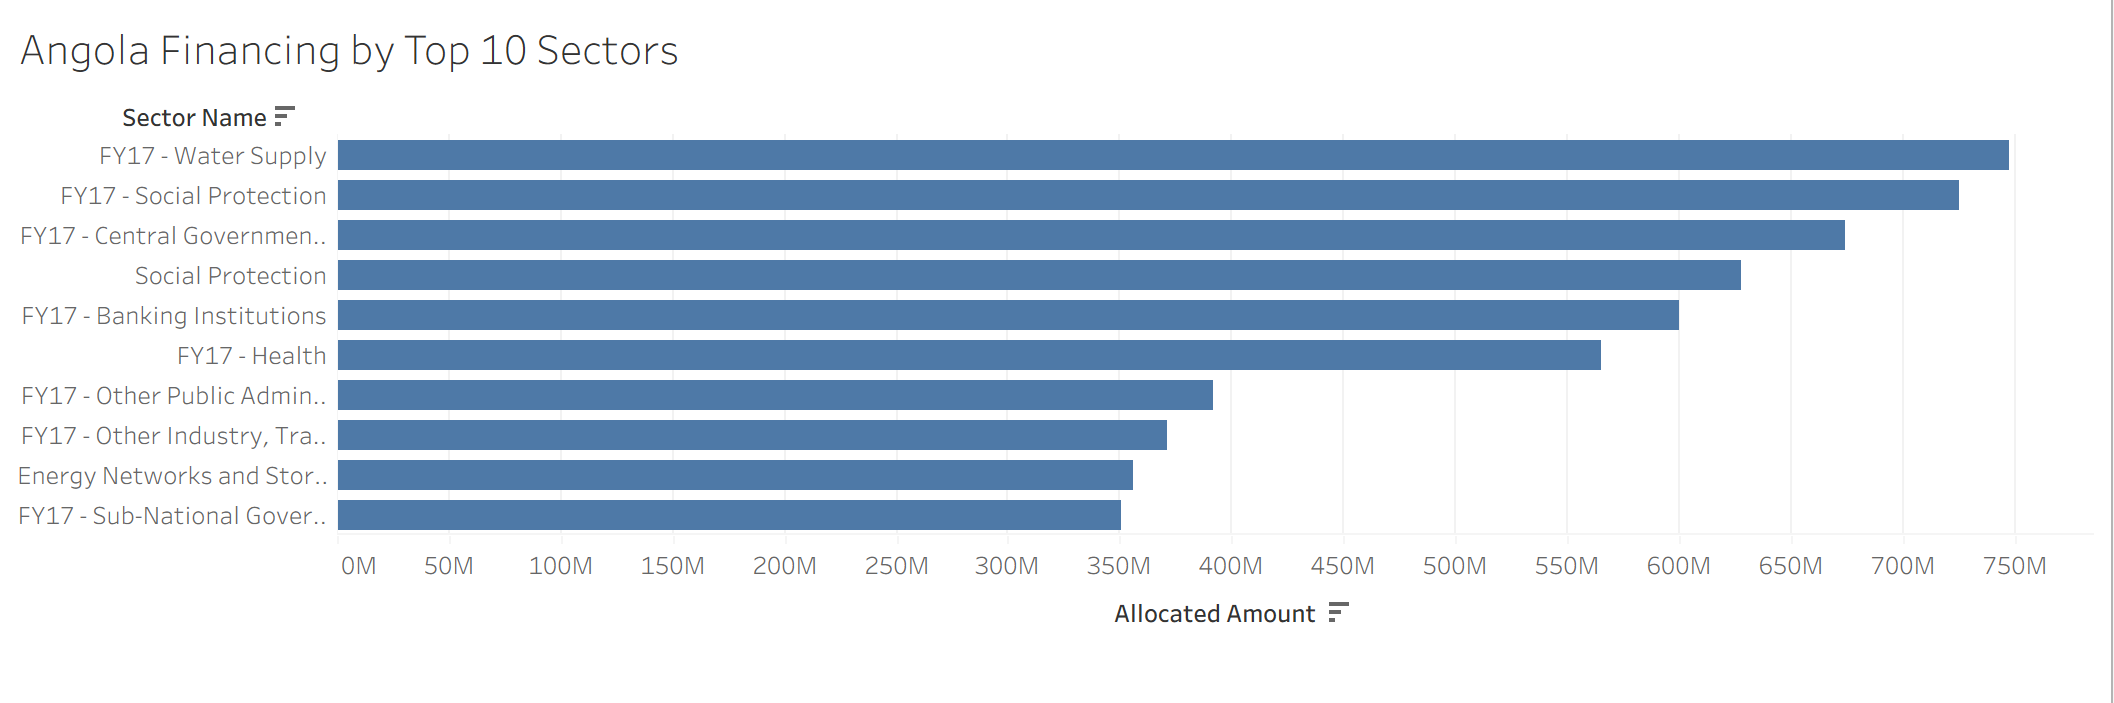 Angola Financing by Top 10 Sectors
Sector Name
FY17 - Water Supply
FY17 - Social Protection
FY17 - Central Governmen..
Social Protection
FY17 - Banking Institutions
FY17 - Health
FY17 - Other Public Admin..
FY17 - Other Industry, Tra..
Energy Networks and Stor..
FY17 - Sub-National Gover..
0M 50M 100M 150M 200M 250M 300M 350M 400M 450M 500M 550M 600M 650M 700M 750M
Allocated Amount